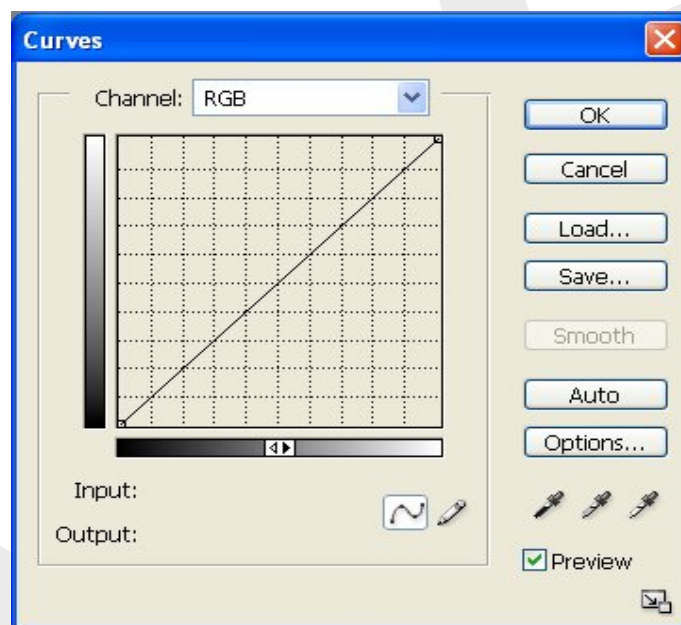 Curves
Channel: RGB
OK
Cancel
Load...
Save...
Smooth
Auto
Options...
Input:
Output:
Preview